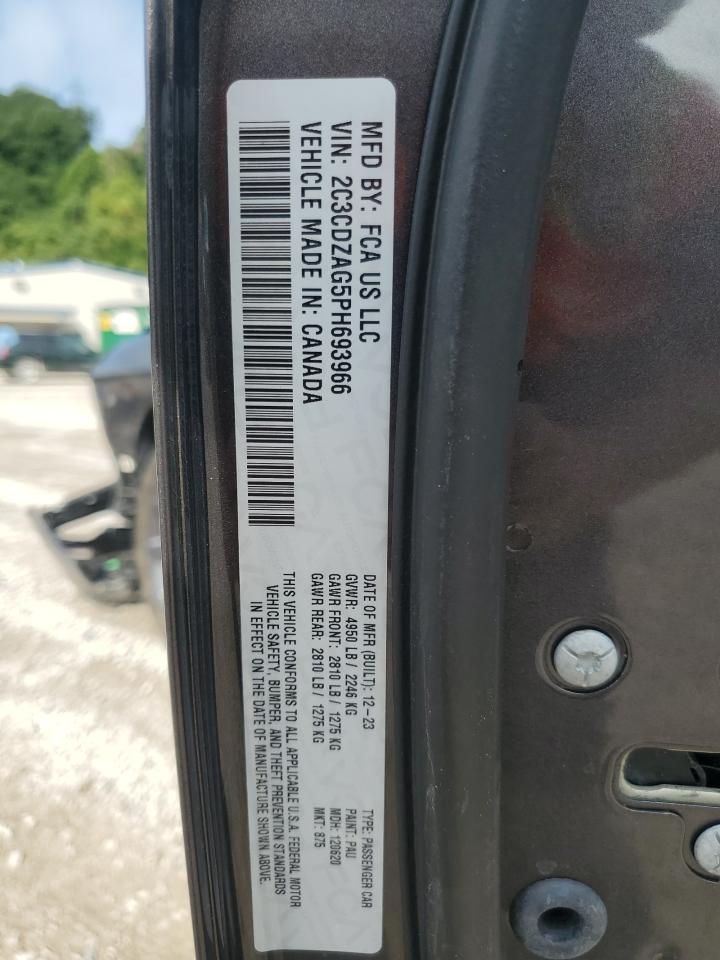 MFD BY: FCA US LLC
VIN: 2C3CDZAG5PH693966
VEHICLE MADE IN: CANADA
DATE OF MFR (BUILT): 12-23
GVWR: 4950 LB / 2246 KG
GAWR FRONT: 2810 LB / 1275 KG
GAWR REAR: 2810 LB / 1275 KG
TYPE: PASSENGER CAR
PAINT: PAU
MDH: 120620
MKT: 875
THIS VEHICLE CONFORMS TO ALL APPLICABLE U.S.A. FEDERAL MOTOR
VEHICLE SAFETY, BUMPER, AND THEFT PREVENTION STANDARDS
IN EFFECT ON THE DATE OF MANUFACTURE SHOWN ABOVE.